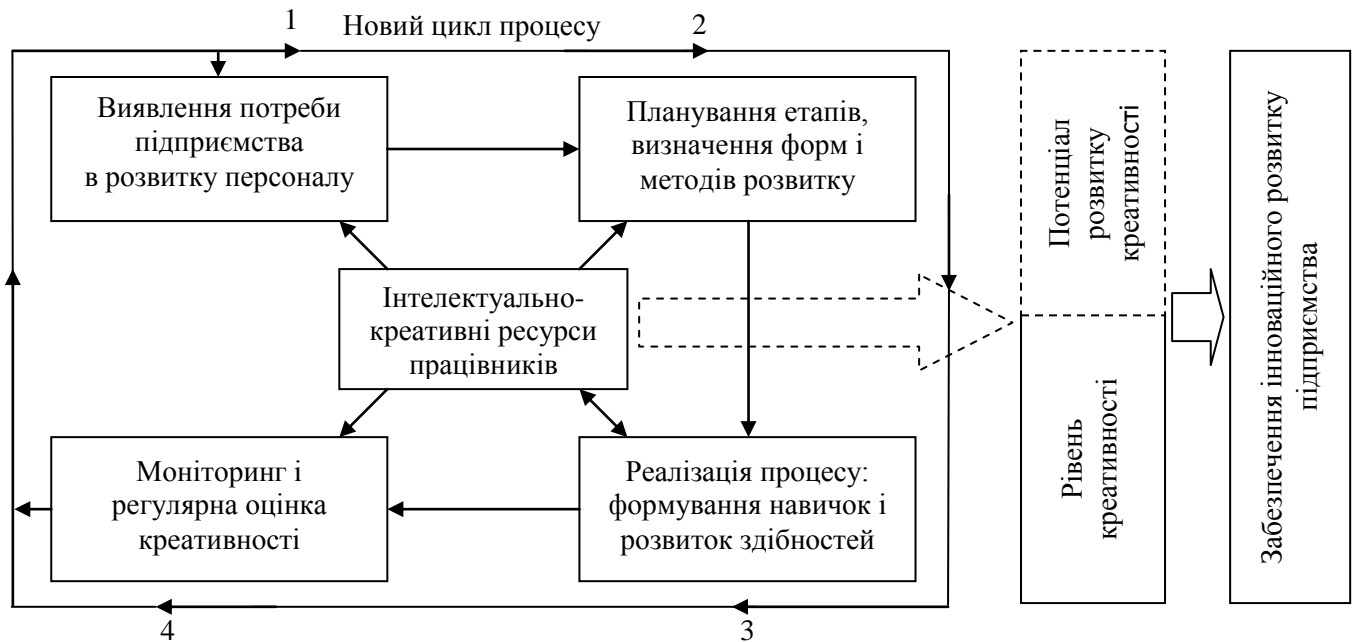 1
Новий цикл процесу
2
Виявлення потреби
підприємства
в розвитку персоналу
Планування етапів,
визначення форм і
методів розвитку
Інтелектуально-
креативні ресурси
працівників
Моніторинг і
регулярна оцінка
креативності
Реалізація процесу:
формування навичок і
розвиток здібностей
4
3
Потенціал
розвитку
креативності
Рівень
креативності
Забезпечення інноваційного розвитку
підприємства